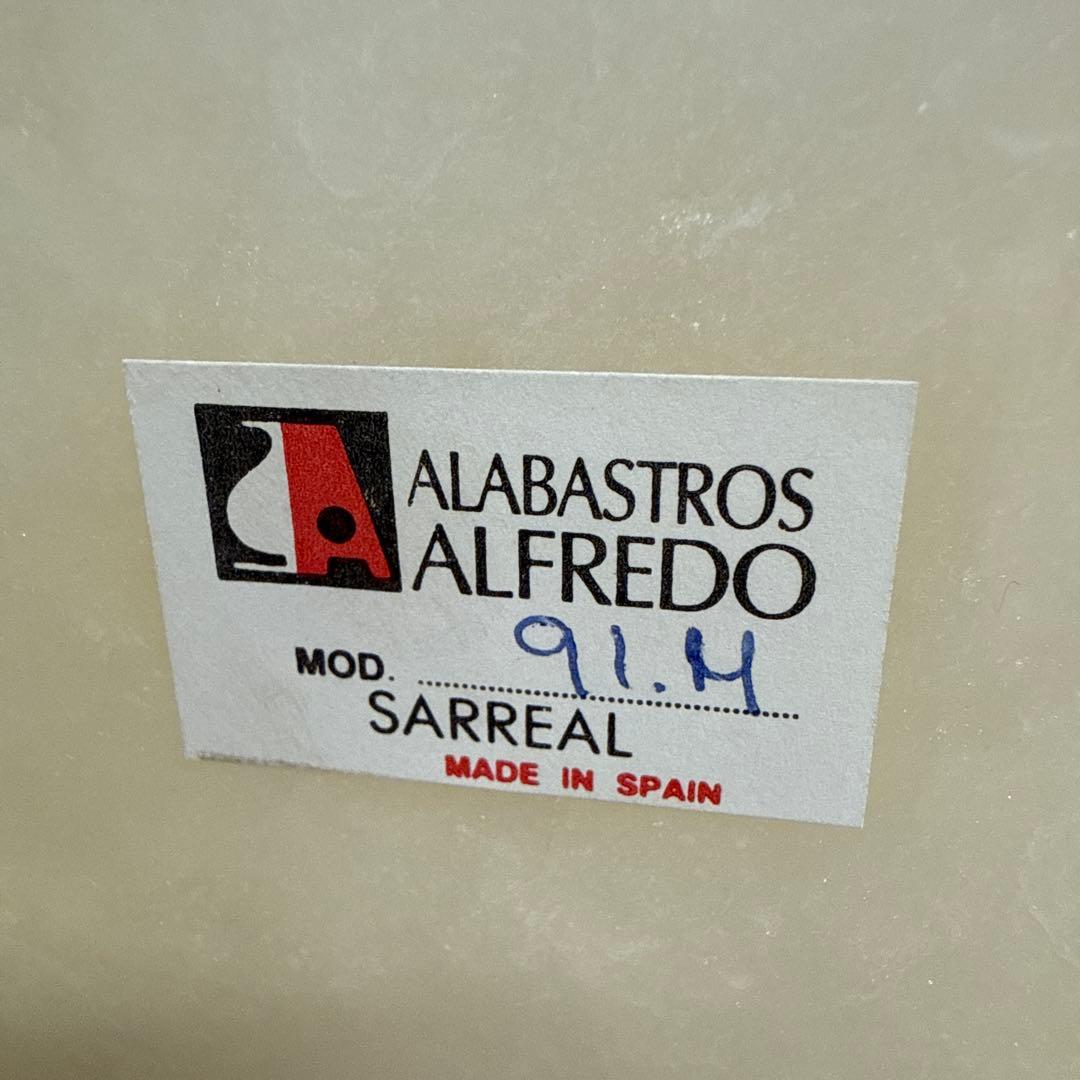 ALABASTROS
ALFREDO
MOD. 91.M
SARREAL
MADE IN SPAIN